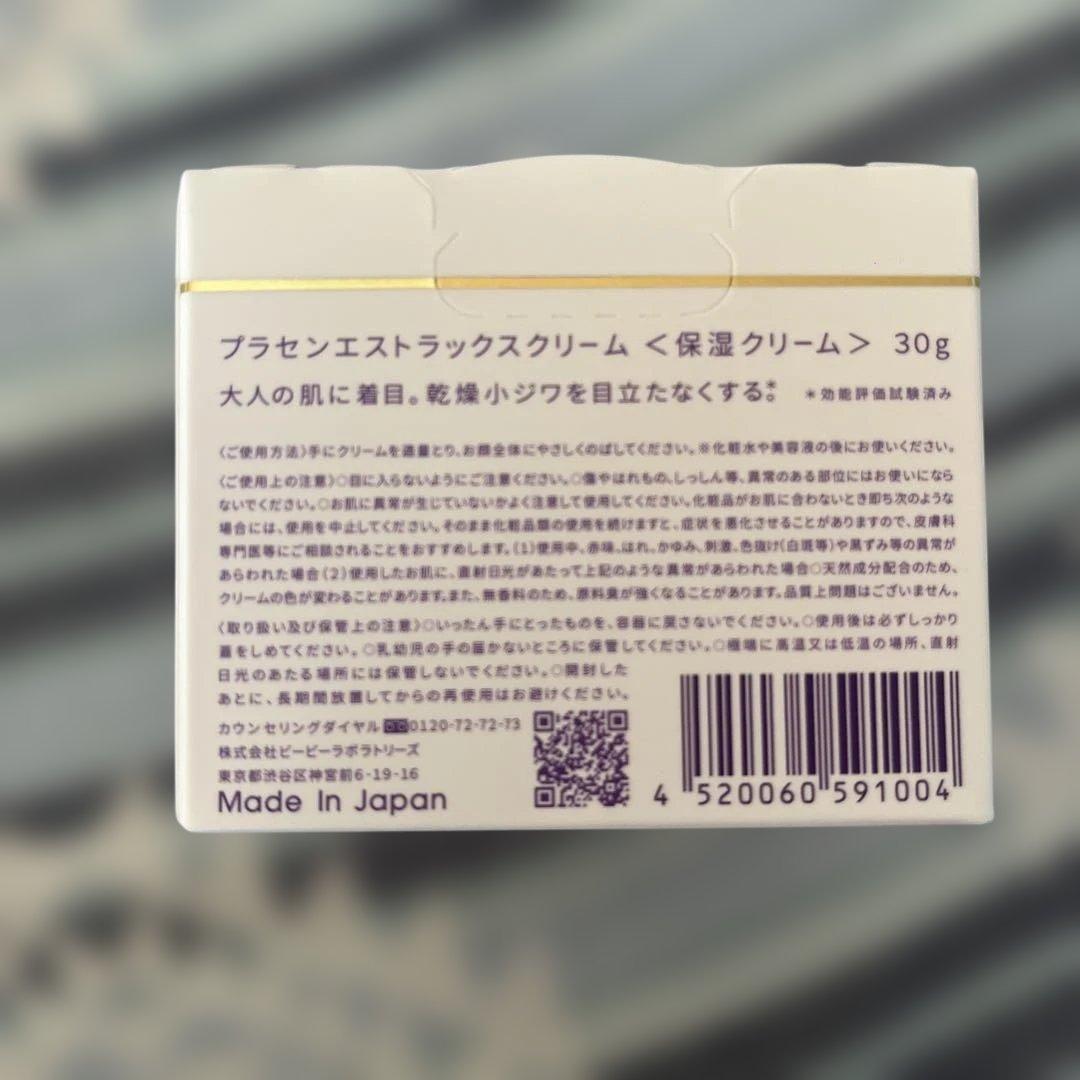 プラセンエストラックスクリーム ＜保湿クリーム＞ 30g
大人の肌に着目。乾燥小ジワを目立たなくする＊。 ＊効能評価試験済み
〈ご使用方法〉手にクリームを適量とり、お顔全体にやさしくのばしてください。※化粧水や美容液の後にお使いください。
〈ご使用上の注意〉○目に入らないようにご注意ください。○傷やはれもの、しっしん等、異常のある部位にはお使いになら
ないでください。○お肌に異常が生じていないかよく注意して使用してください。化粧品がお肌に合わないとき即ち次のような
場合には、使用を中止してください。そのまま化粧品類の使用を続けますと、症状を悪化させることがありますので、皮膚科
専門医等にご相談されることをおすすめします。(1)使用中、赤味、はれ、かゆみ、刺激、色抜け(白斑等)や黒ずみ等の異常が
あらわれた場合(2)使用したお肌に、直射日光があたって上記のような異常があらわれた場合○天然成分配合のため、
クリームの色が変わることがあります。また、無香料のため、原料臭が強くなることがあります。品質上問題はございません。
〈取り扱い及び保管上の注意〉○いったん手にとったものを、容器に戻さないでください。○使用後は必ずしっかり
蓋をしめてください。○乳幼児の手の届かないところに保管してください。○極端に高温又は低温の場所、直射
日光のあたる場所には保管しないでください。○開封した
あとに、長期間放置してからの再使用はお避けください。
カウンセリングダイヤル 0120-72-72-73
株式会社ビービーラボラトリーズ
東京都渋谷区神宮前6-19-16
Made In Japan
4 520060 591004